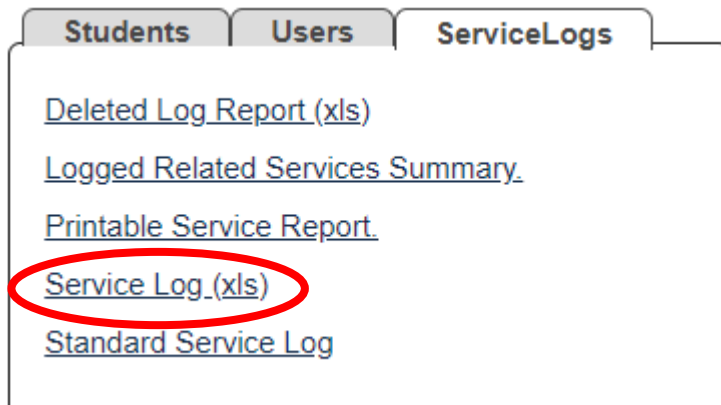 Students Users ServiceLogs
Deleted Log Report (xls)
Logged Related Services Summary.
Printable Service Report.
Service Log (xls)
Standard Service Log